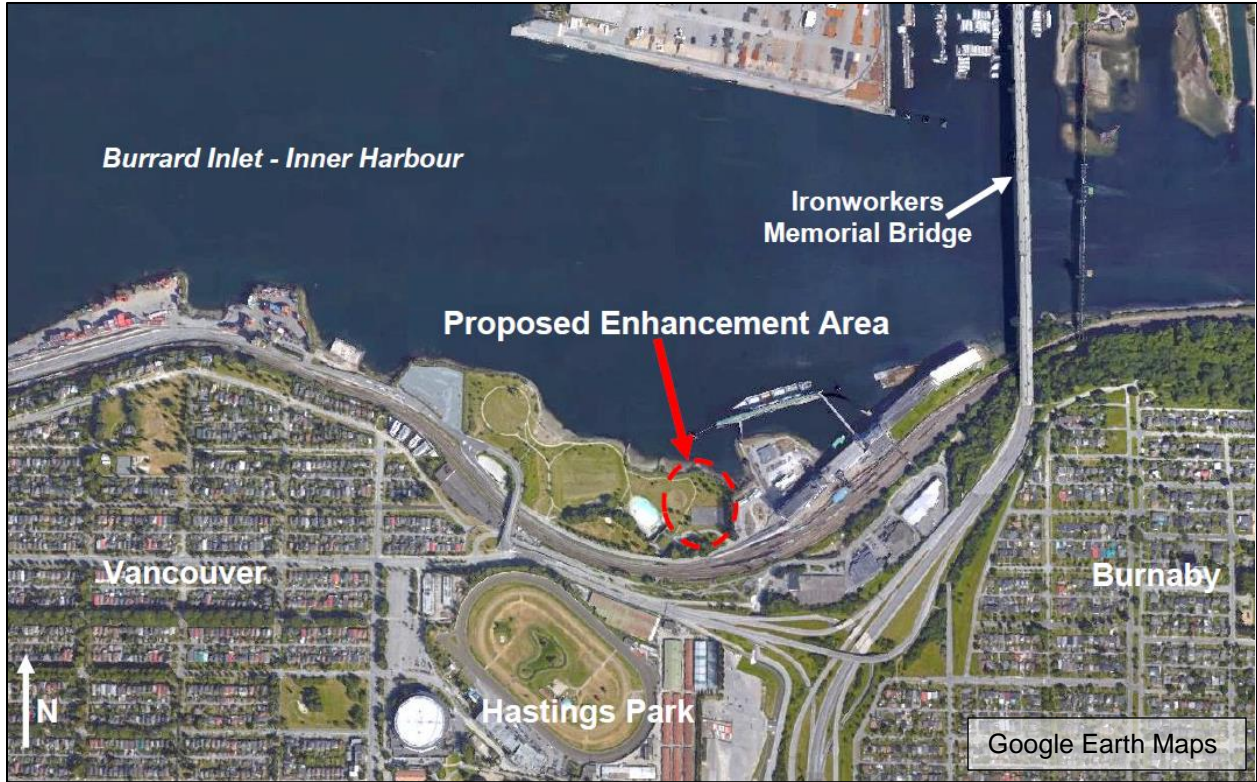 Burrard Inlet - Inner Harbour
Ironworkers
Memorial Bridge
Proposed Enhancement Area
Vancouver
Burnaby
N
Hastings Park
Google Earth Maps